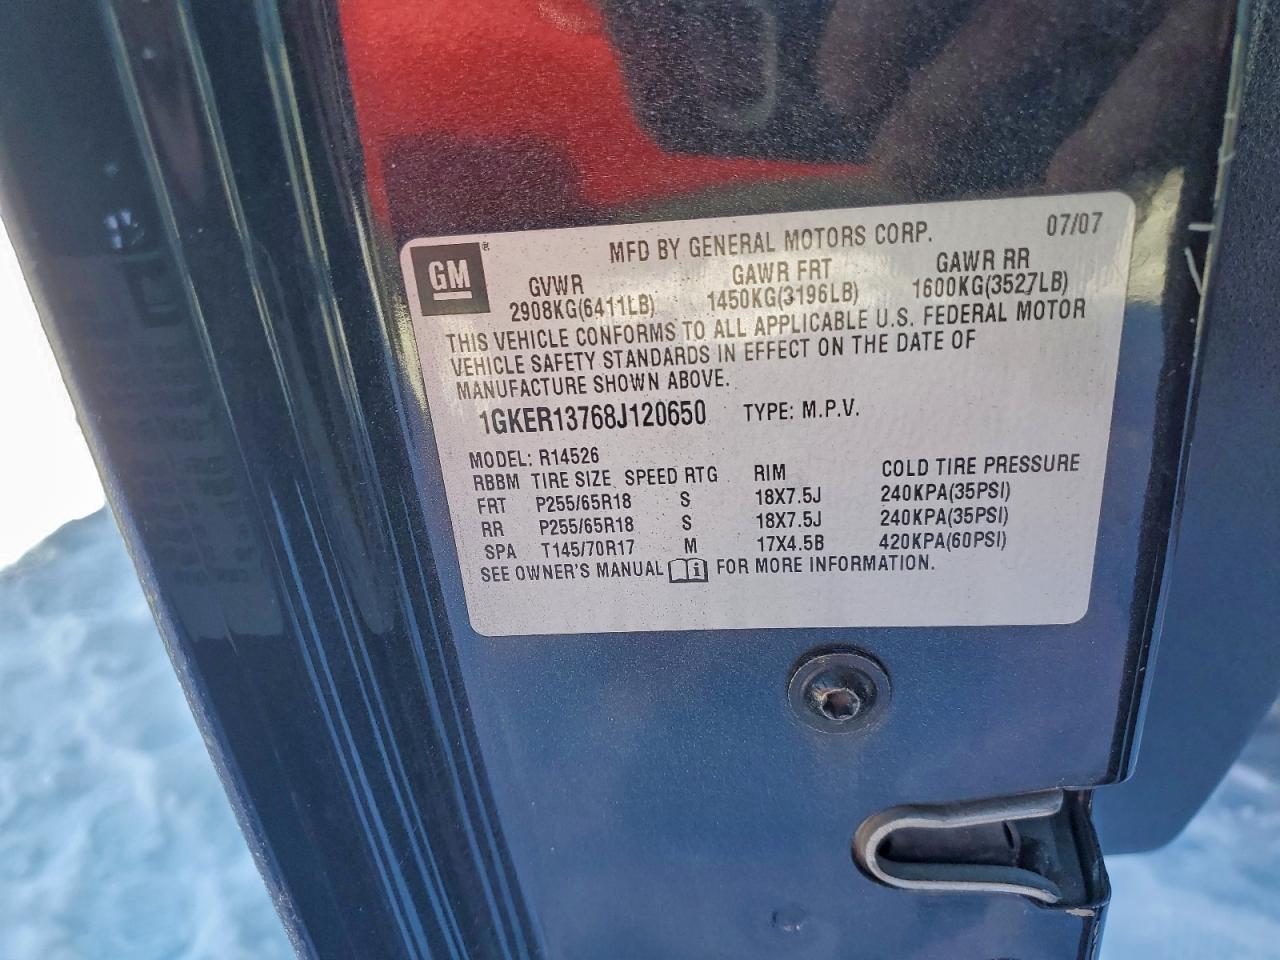 GM
MFD BY GENERAL MOTORS CORP. 07/07
GVWR GAWR FRT GAWR RR
2908KG(6411LB) 1450KG(3196LB) 1600KG(3527LB)
THIS VEHICLE CONFORMS TO ALL APPLICABLE U.S. FEDERAL MOTOR
VEHICLE SAFETY STANDARDS IN EFFECT ON THE DATE OF
MANUFACTURE SHOWN ABOVE.
1GKER13768J120650 TYPE: M.P.V.
MODEL: R14526
RBBM TIRE SIZE SPEED RTG RIM COLD TIRE PRESSURE
FRT P255/65R18 S 18X7.5J 240KPA(35PSI)
RR P255/65R18 S 18X7.5J 240KPA(35PSI)
SPA T145/70R17 M 17X4.5B 420KPA(60PSI)
SEE OWNER'S MANUAL FOR MORE INFORMATION.